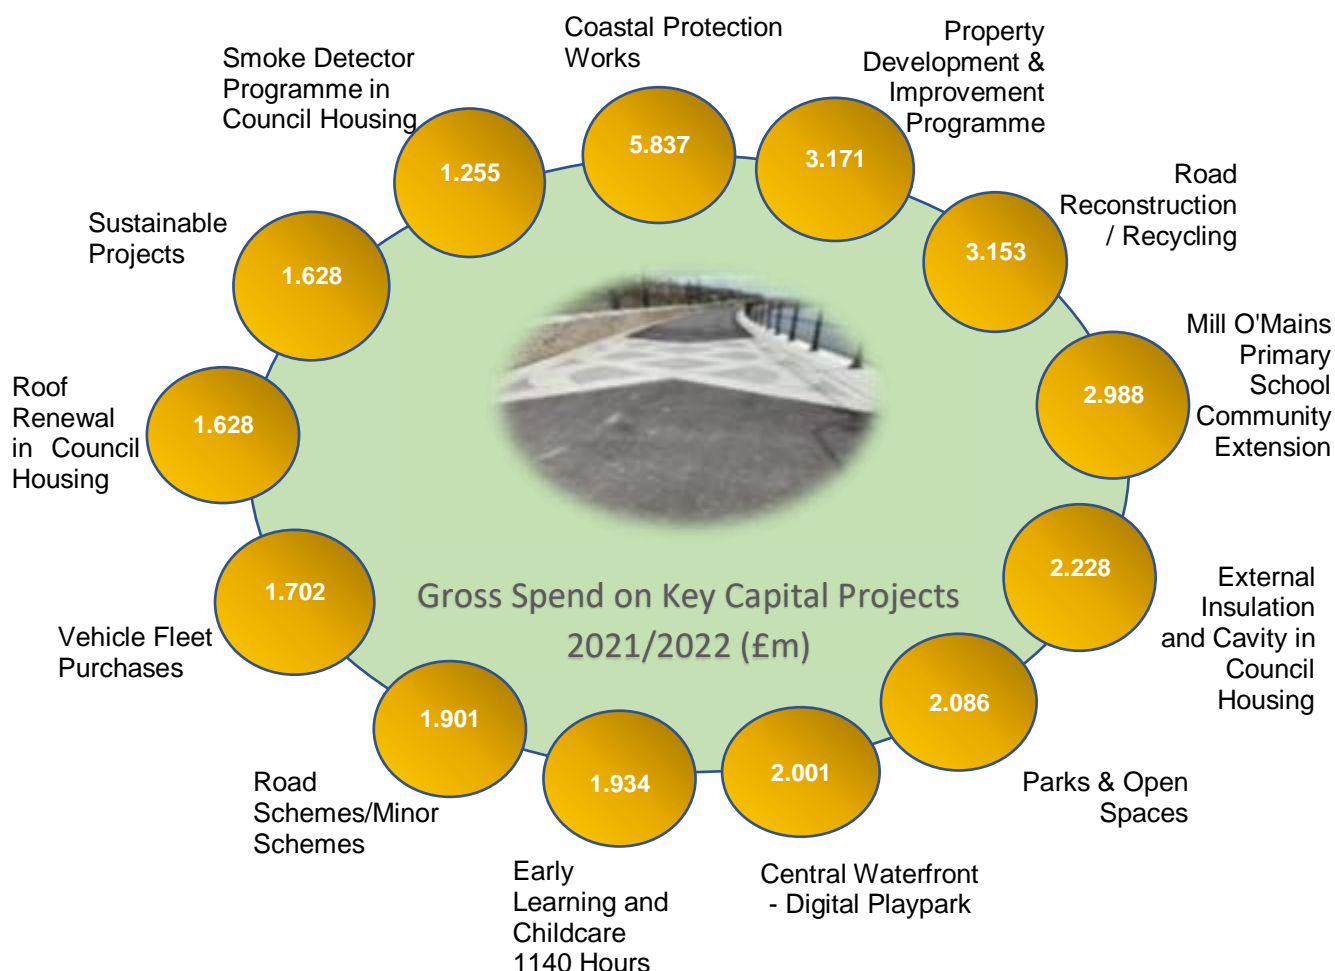 Coastal Protection
Works
5.837
Property
Development &
Improvement
Programme
3.171
Road
Reconstruction
/ Recycling
3.153
Mill O'Mains
Primary
School
Community
Extension
2.988
External
Insulation
and Cavity in
Council
Housing
2.228
Parks & Open
Spaces
2.086
Central Waterfront
- Digital Playpark
2.001
Early
Learning and
Childcare
1140 Hours
1.934
Road
Schemes/Minor
Schemes
1.901
Vehicle Fleet
Purchases
1.702
Roof
Renewal
in Council
Housing
1.628
Sustainable
Projects
1.628
Smoke Detector
Programme in
Council Housing
1.255
Gross Spend on Key Capital Projects
2021/2022 (£m)